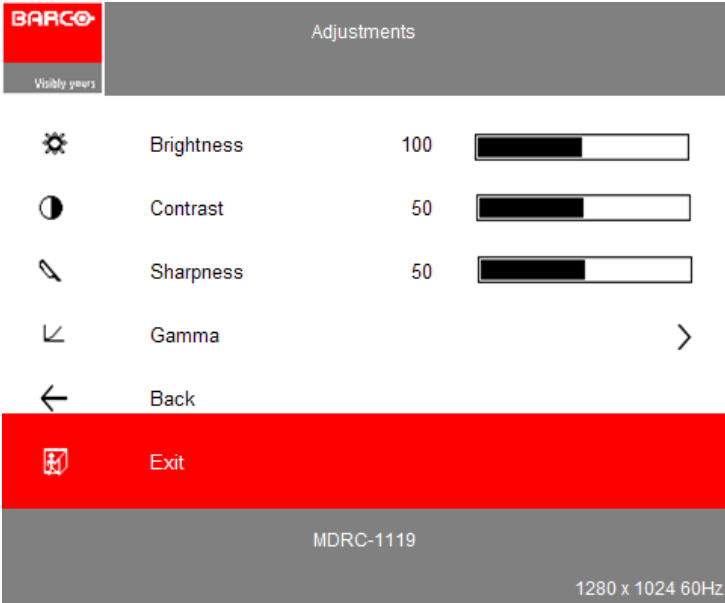 BARCO
Visibly yours
Adjustments
Brightness 100
Contrast 50
Sharpness 50
Gamma
Back
Exit
MDRC-1119
1280 x 1024 60Hz